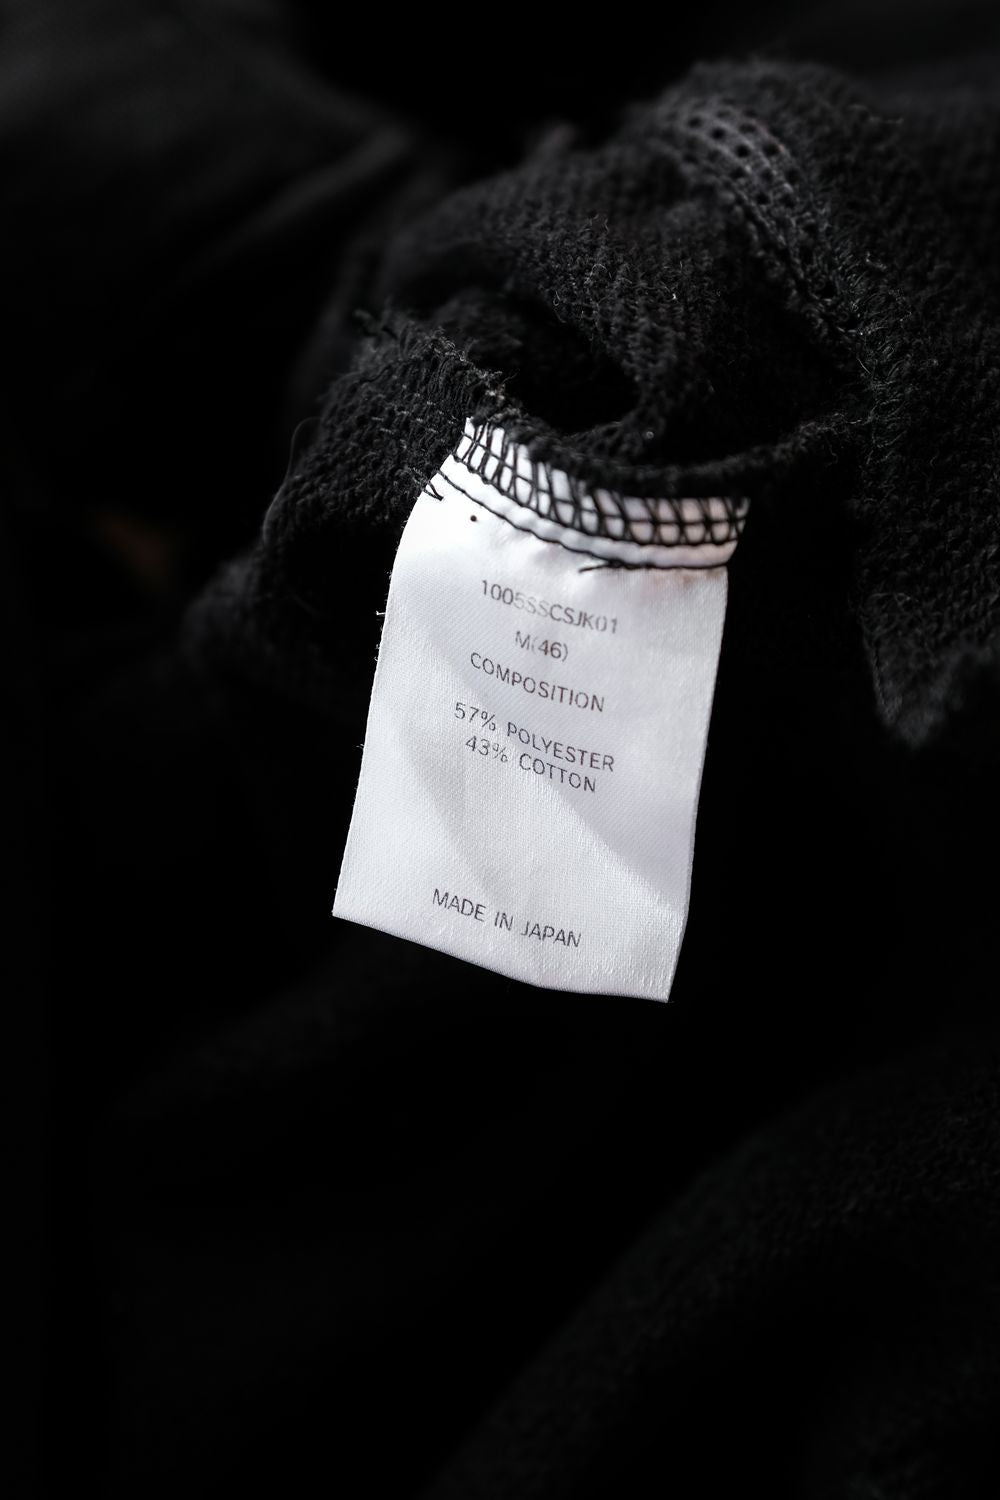 1005SSCSJK01
M(46)
COMPOSITION
57% POLYESTER
43% COTTON
MADE IN JAPAN